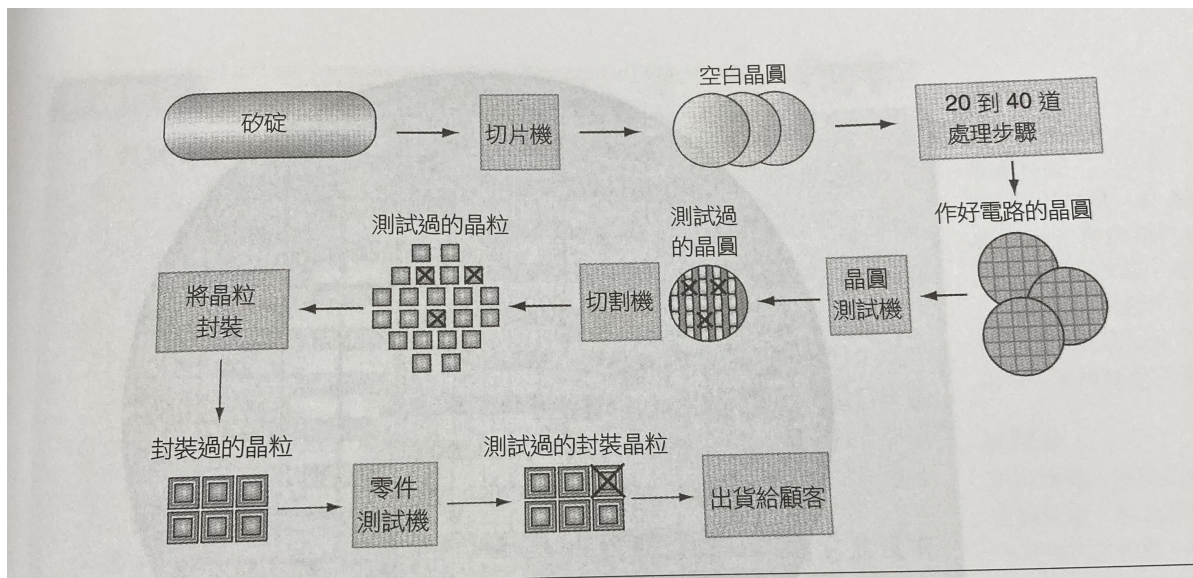 矽碇
切片機
空白晶圓
20 到 40 道
處理步驟
作好電路的晶圓
晶圓
測試機
測試過
的晶圓
切割機
測試過的晶粒
將晶粒
封裝
封裝過的晶粒
零件
測試機
測試過的封裝晶粒
出貨給顧客